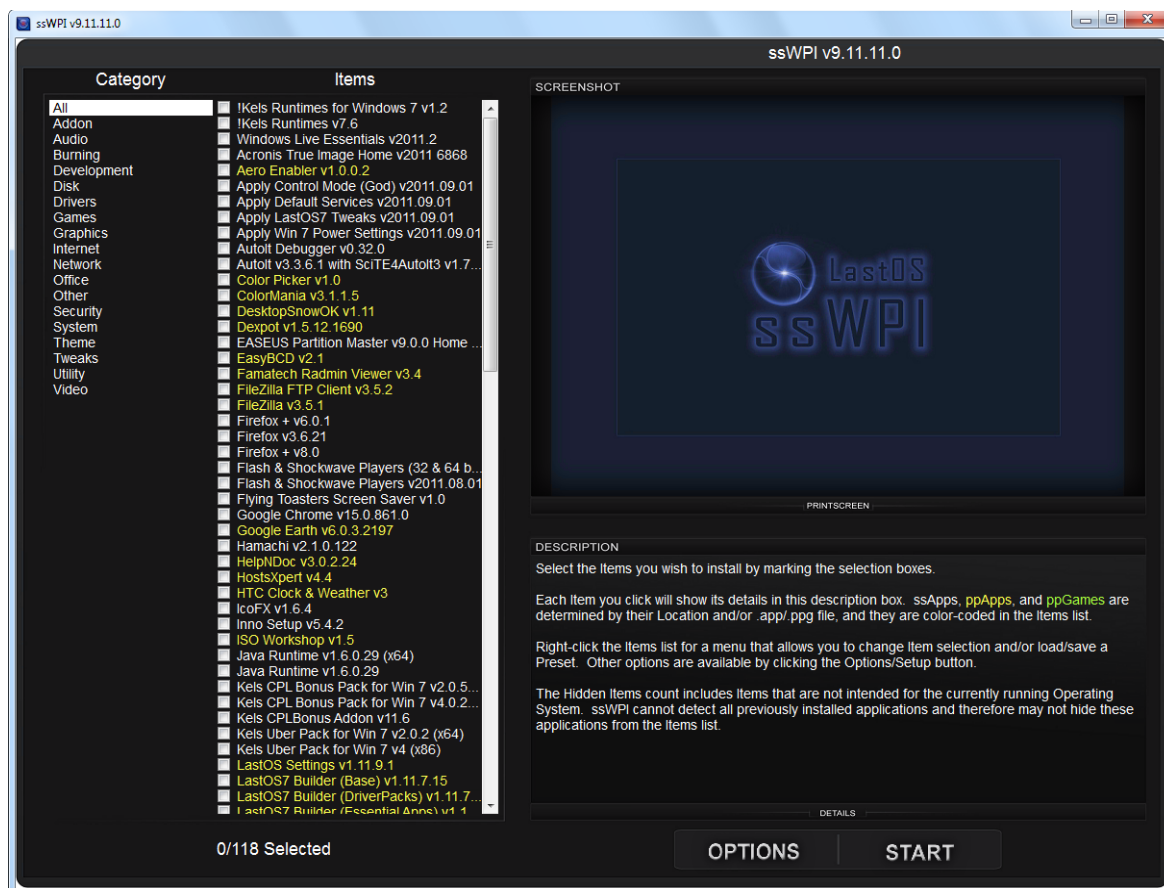 ssWPI v9.11.11.0
ssWPI v9.11.11.0
Category
Items
All
Addon
Audio
Burning
Development
Disk
Drivers
Games
Graphics
Internet
Network
Office
Other
Security
System
Theme
Tweaks
Utility
Video
!Kels Runtimes for Windows 7 v1.2
!Kels Runtimes v7.6
Windows Live Essentials v2011.2
Acronis True Image Home v2011 6868
Aero Enabler v1.0.0.2
Apply Control Mode (God) v2011.09.01
Apply Default Services v2011.09.01
Apply LastOS7 Tweaks v2011.09.01
Apply Win 7 Power Settings v2011.09.01
AutoIt Debugger v0.32.0
AutoIt v3.3.6.1 with SciTE4AutoIt3 v1.7...
Color Picker v1.0
ColorMania v3.1.1.5
DesktopSnowOK v1.11
Dexpot v1.5.12.1690
EASEUS Partition Master v9.0.0 Home ...
EasyBCD v2.1
Famatech Radmin Viewer v3.4
FileZilla FTP Client v3.5.2
FileZilla v3.5.1
Firefox + v6.0.1
Firefox v3.6.21
Firefox + v8.0
Flash & Shockwave Players (32 & 64 b...
Flash & Shockwave Players v2011.08.01
Flying Toasters Screen Saver v1.0
Google Chrome v15.0.861.0
Google Earth v6.0.3.2197
Hamachi v2.1.0.122
HelpNDoc v3.0.2.24
HostsXpert v4.4
HTC Clock & Weather v3
IcoFX v1.6.4
Inno Setup v5.4.2
ISO Workshop v1.5
Java Runtime v1.6.0.29 (x64)
Java Runtime v1.6.0.29
Kels CPL Bonus Pack for Win 7 v2.0.5...
Kels CPL Bonus Pack for Win 7 v4.0.2...
Kels CPLBonus Addon v11.6
Kels Uber Pack for Win 7 v2.0.2 (x64)
Kels Uber Pack for Win 7 v4 (x86)
LastOS Settings v1.11.9.1
LastOS7 Builder (Base) v1.11.7.15
LastOS7 Builder (DriverPacks) v1.11.7...
LastOS7 Builder (Essential Apps) v1.1...
0/118 Selected
SCREENSHOT
LastOS
ssWPI
PRINTSCREEN
DESCRIPTION
Select the Items you wish to install by marking the selection boxes.
Each Item you click will show its details in this description box.  ssApps, ppApps, and ppGames are
determined by their Location and/or .app/.ppg file, and they are color-coded in the Items list.
Right-click the Items list for a menu that allows you to change Item selection and/or load/save a
Preset.  Other options are available by clicking the Options/Setup button.
The Hidden Items count includes Items that are not intended for the currently running Operating
System.  ssWPI cannot detect all previously installed applications and therefore may not hide these
applications from the Items list.
DETAILS
OPTIONS
START